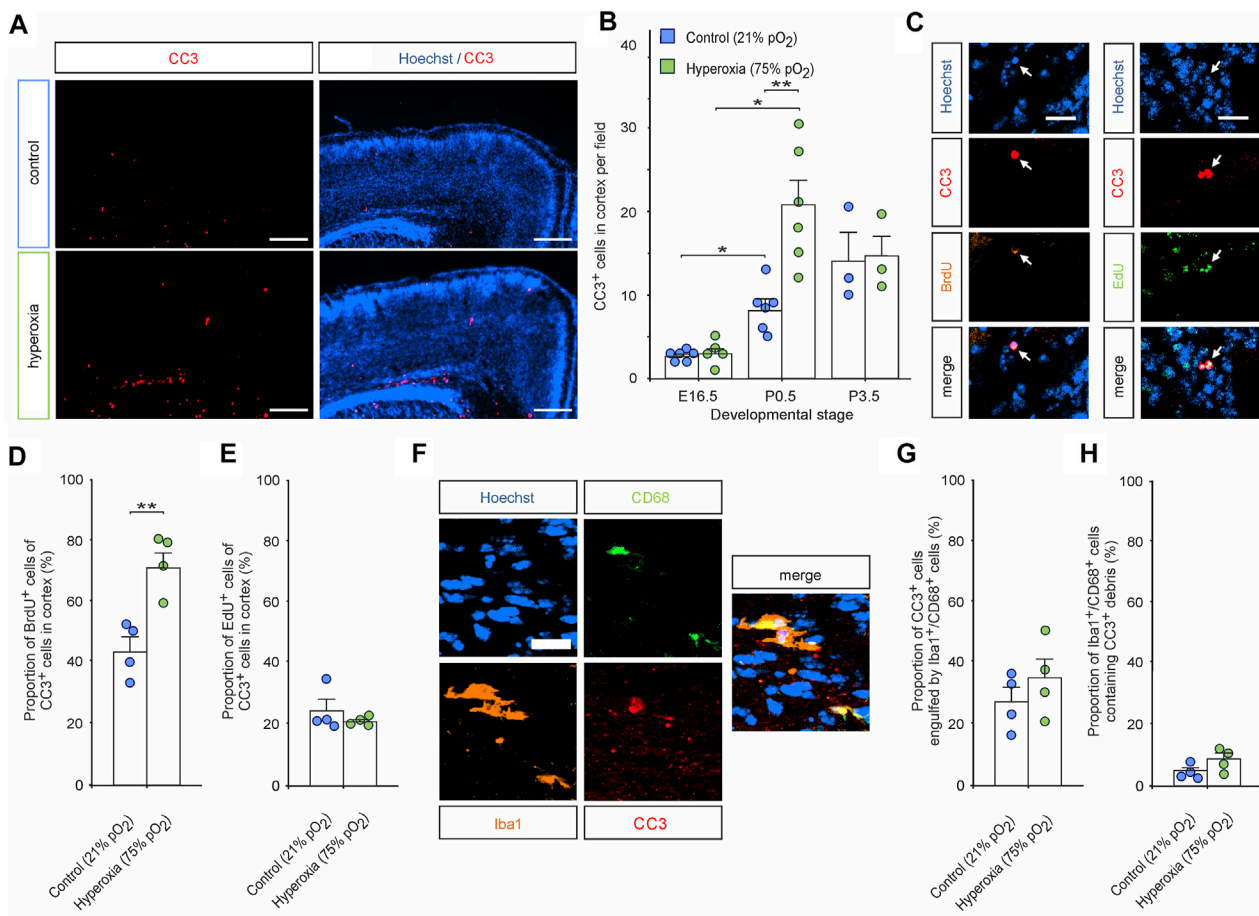 A
CC3
Hoechst / CC3
control
hyperoxia
B
Control (21% pO2)
Hyperoxia (75% pO2)
CC3+ cells in cortex per field
40
30
20
10
0
**
*
*
E16.5
P0.5
P3.5
Developmental stage
C
Hoechst
CC3
BrdU
merge
Hoechst
CC3
EdU
merge
D
Proportion of BrdU+ cells of
CC3+ cells in cortex (%)
100
80
60
40
20
0
**
Control (21% pO2)
Hyperoxia (75% pO2)
E
Proportion of EdU+ cells of
CC3+ cells in cortex (%)
100
80
60
40
20
0
Control (21% pO2)
Hyperoxia (75% pO2)
F
Hoechst
CD68
merge
Iba1
CC3
G
Proportion of CC3+ cells
engulfed by Iba1+/CD68+ cells (%)
100
80
60
40
20
0
Control (21% pO2)
Hyperoxia (75% pO2)
H
Proportion of Iba1+/CD68+ cells
containing CC3+ debris (%)
100
80
60
40
20
0
Control (21% pO2)
Hyperoxia (75% pO2)